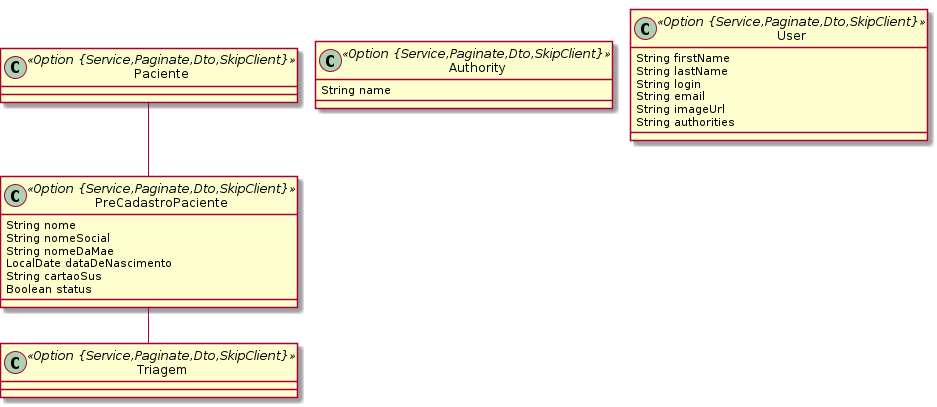 C «Option {Service,Paginate,Dto,SkipClient}»
Paciente
C «Option {Service,Paginate,Dto,SkipClient}»
PreCadastroPaciente
String nome
String nomeSocial
String nomeDaMae
LocalDate dataDeNascimento
String cartaoSus
Boolean status
C «Option {Service,Paginate,Dto,SkipClient}»
Triagem
C «Option {Service,Paginate,Dto,SkipClient}»
Authority
String name
C «Option {Service,Paginate,Dto,SkipClient}»
User
String firstName
String lastName
String login
String email
String imageUrl
String authorities